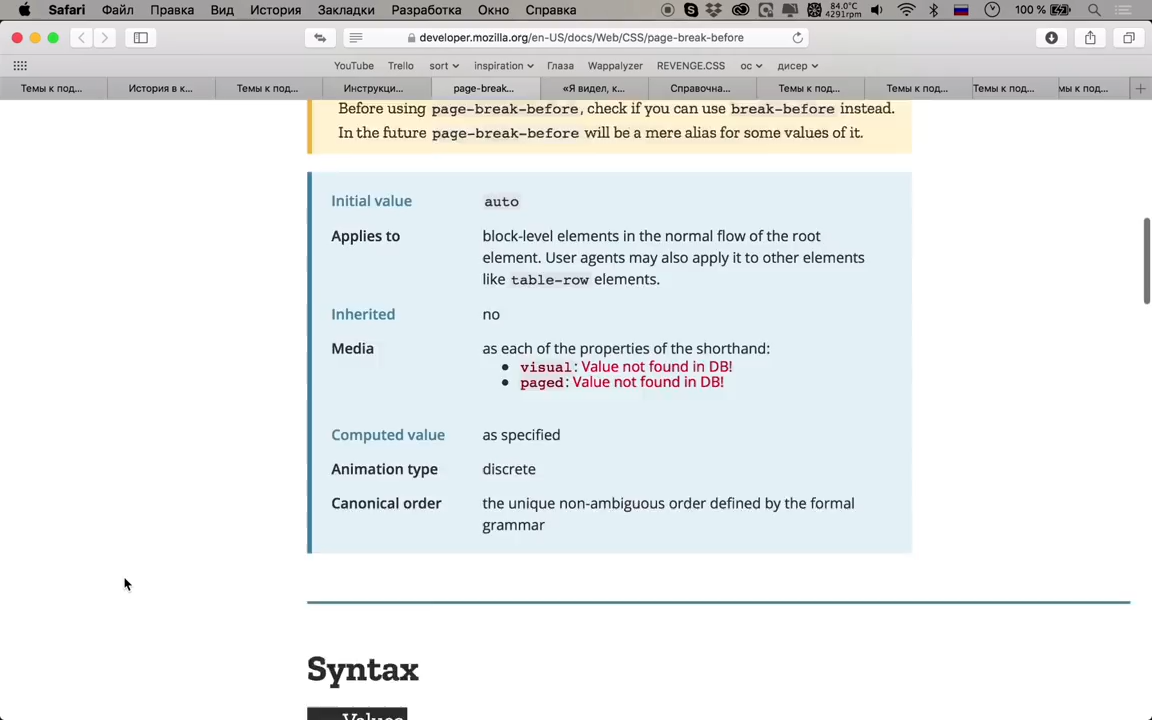 Safari Файл Правка Вид История Закладки Разработка Окно Справка 84.0°C 4291rpm 100 %
developer.mozilla.org/en-US/docs/Web/CSS/page-break-before
YouTube Trello sort inspiration Глаза Wappalyzer REVENGE.CSS ос дисер
Темы к под... История в к... Темы к под... Инструкци... page-break... «Я видел, к... Справочна... Темы к под... Темы к под... Темы к под... мы к под...
Before using page-break-before, check if you can use break-before instead.
In the future page-break-before will be a mere alias for some values of it.
Initial value auto
Applies to block-level elements in the normal flow of the root
element. User agents may also apply it to other elements
like table-row elements.
Inherited no
Media as each of the properties of the shorthand:
• visual: Value not found in DB!
• paged: Value not found in DB!
Computed value as specified
Animation type discrete
Canonical order the unique non-ambiguous order defined by the formal
grammar
Syntax
Values